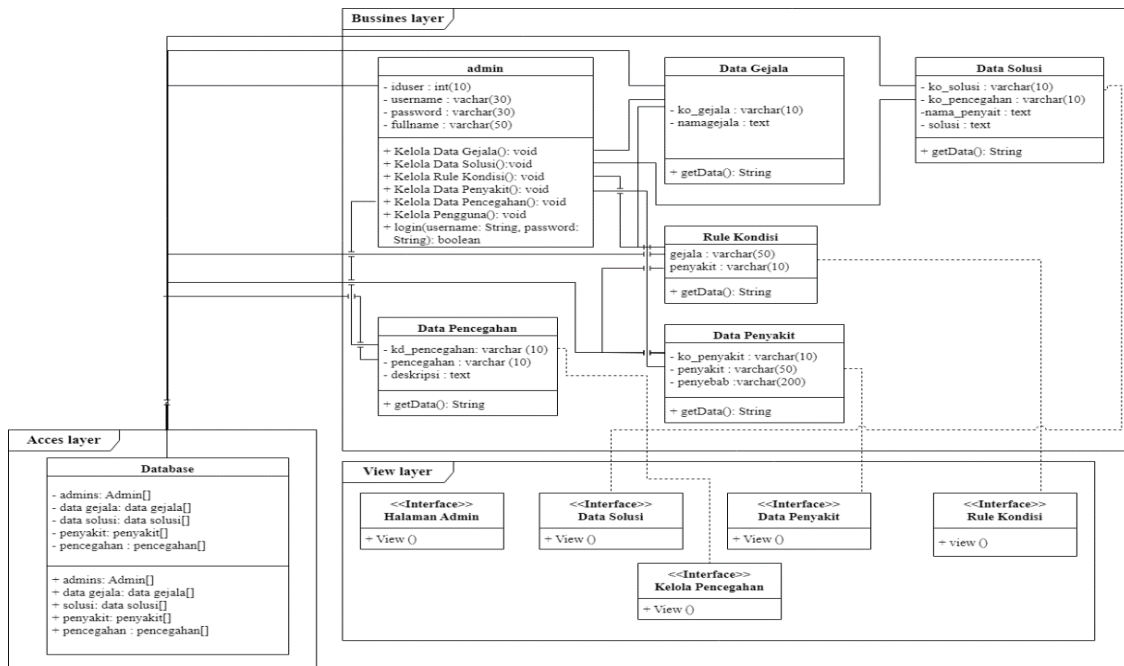 Bussines layer
admin
- iduser : int(10)
- username : vachar(30)
- password : varchar(30)
- fullname : varchar(50)
+ Kelola Data Gejala(): void
+ Kelola Data Solusi():void
+ Kelola Rule Kondisi(): void
+ Kelola Data Penyakit(): void
+ Kelola Data Pencegahan(): void
+ Kelola Pengguna(): void
+ login(username: String, password:
String): boolean
Data Gejala
- ko_gejala : varchar(10)
- namagejala : text
+ getData(): String
Data Solusi
- ko_solusi : varchar(10)
- ko_pencegahan : varchar(10)
-nama_penyait : text
- solusi : text
+ getData(): String
Rule Kondisi
gejala : varchar(50)
penyakit : varchar(10)
+ getData(): String
Data Pencegahan
- kd_pencegahan: varchar (10)
- pencegahan : varchar (10)
- deskripsi : text
+ getData(): String
Data Penyakit
- ko_penyakit : varchar(10)
- penyakit : varchar(50)
- penyebab :varchar(200)
+ getData(): String
Acces layer
Database
- admins: Admin[]
- data gejala: data gejala[]
- data solusi: data solusi[]
- penyakit: penyakit[]
- pencegahan : pencegahan[]
+ admins: Admin[]
+ data gejala: data gejala[]
+ solusi: data solusi[]
+ penyakit: penyakit[]
+ pencegahan : pencegahan[]
View layer
<<Interface>>
Halaman Admin
+ View ()
<<Interface>>
Data Solusi
+ View ()
<<Interface>>
Data Penyakit
+ View ()
<<Interface>>
Rule Kondisi
+ view ()
<<Interface>>
Kelola Pencegahan
+ View ()